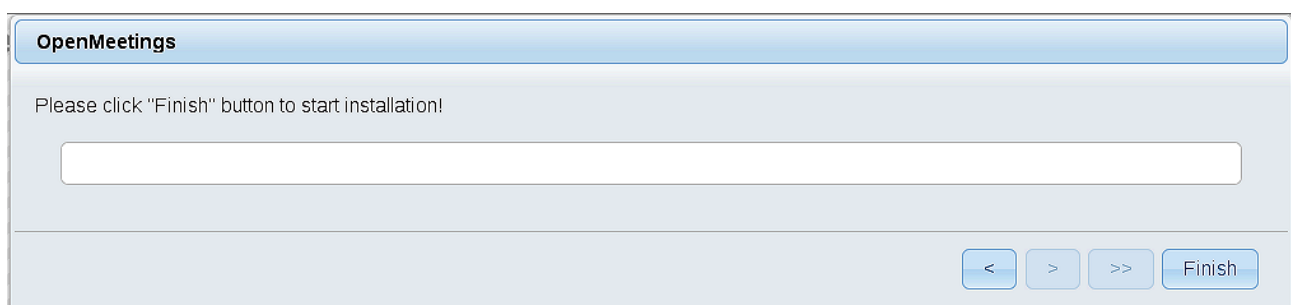 OpenMeetings
Please click "Finish" button to start installation!
< > >> Finish